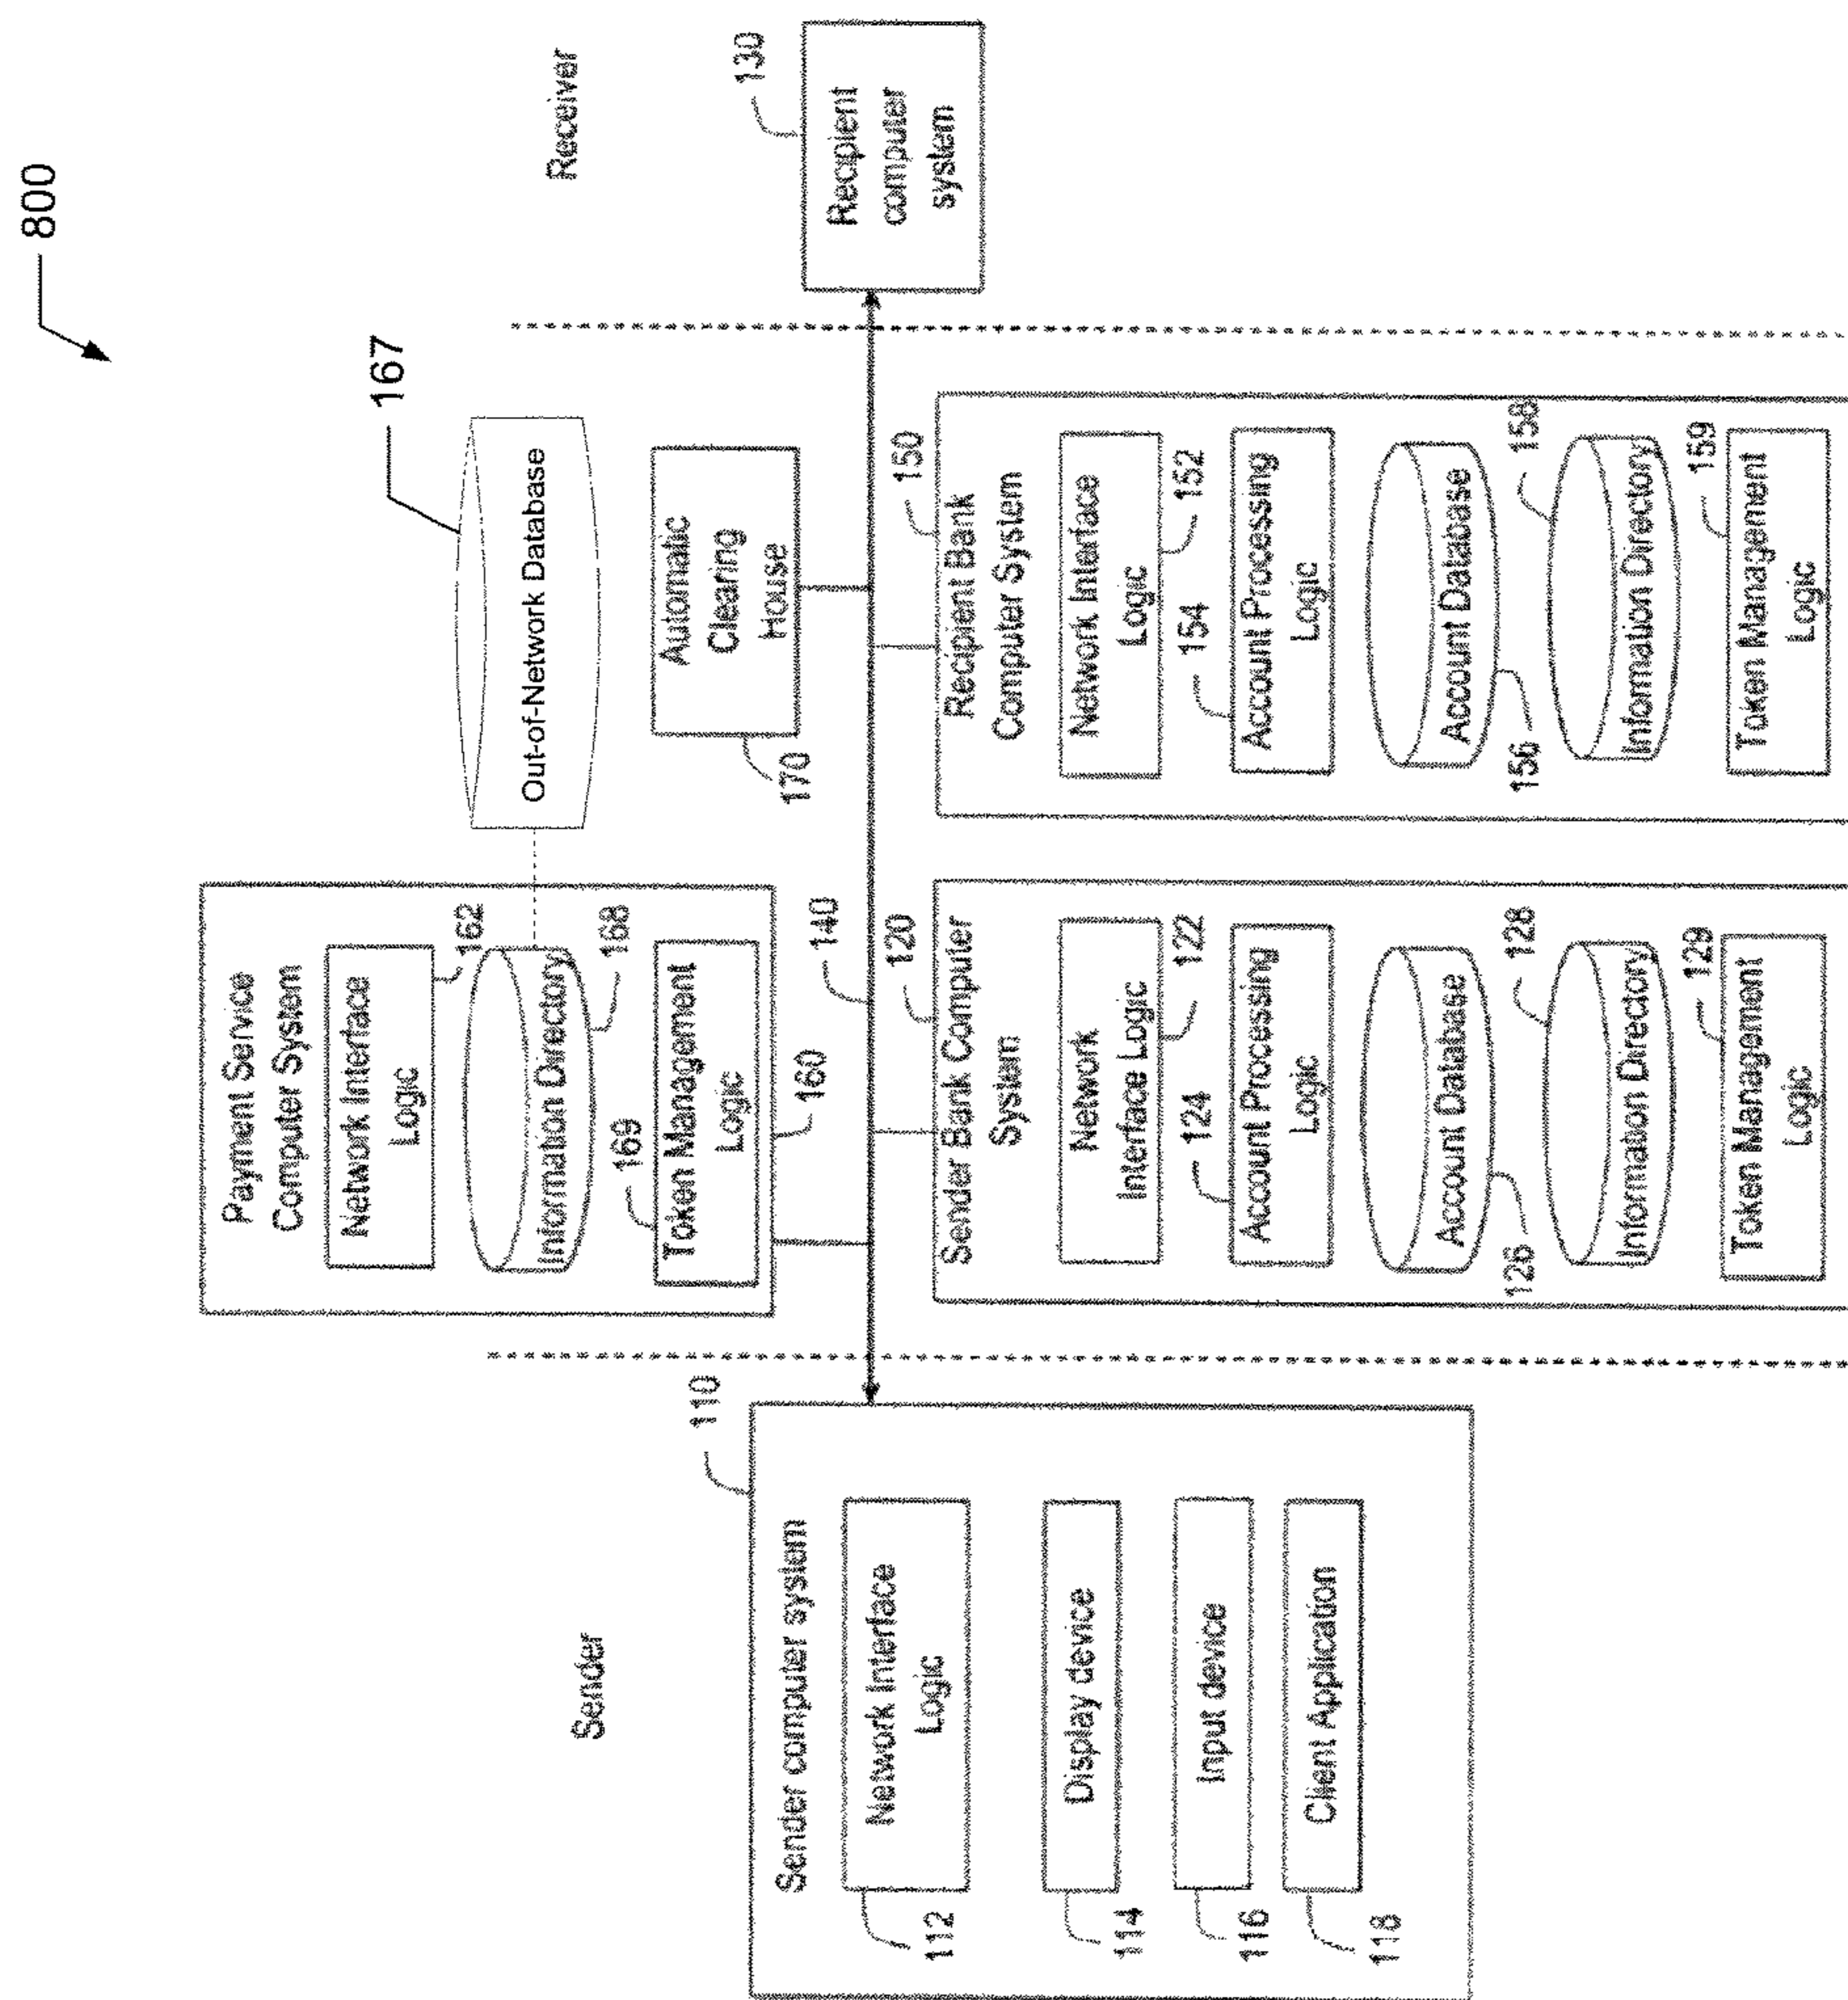 800
Sender
Receiver
Payment Service
Computer System
Network Interface
Logic
162
Information Directory
168
169
Token Management
Logic
160
167
Out-of-Network Database
Automatic
Clearing
House
170
140
110
Sender computer system
Network Interface
Logic
112
Display device
114
Input device
116
Client Application
118
120
Sender Bank Computer
System
Network
Interface Logic
122
124
Account Processing
Logic
Account Database
126
128
Information Directory
129
Token Management
Logic
150
Recipient Bank
Computer System
Network Interface
Logic
152
154
Account Processing
Logic
Account Database
156
158
Information Directory
159
Token Management
Logic
130
Recipient
computer
system